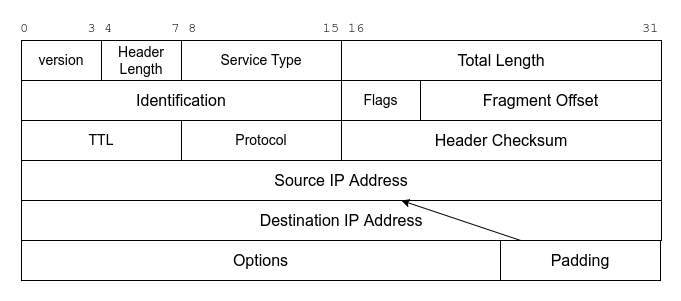 0 3 4 7 8 15 16 31
version Header Length Service Type Total Length
Identification Flags Fragment Offset
TTL Protocol Header Checksum
Source IP Address
Destination IP Address
Options Padding